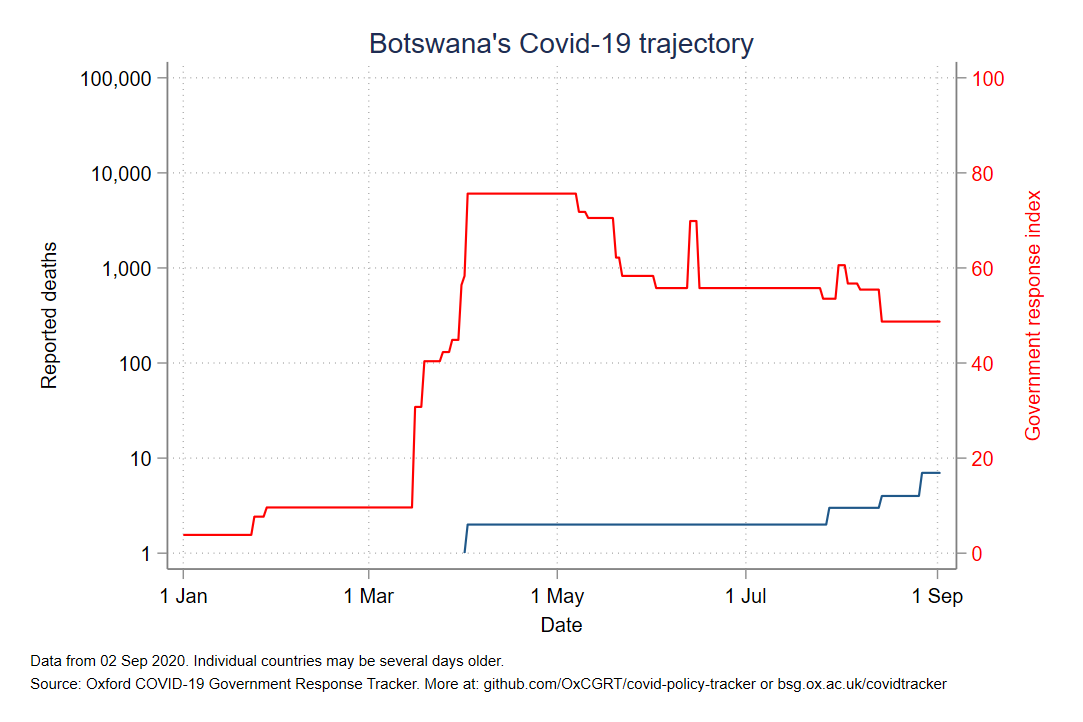 Botswana's Covid-19 trajectory
100,000
10,000
1,000
100
10
1
Reported deaths
100
80
60
40
20
0
Government response index
1 Jan
1 Mar
1 May
1 Jul
1 Sep
Date
Data from 02 Sep 2020. Individual countries may be several days older.
Source: Oxford COVID-19 Government Response Tracker. More at: github.com/OxCGRT/covid-policy-tracker or bsg.ox.ac.uk/covidtracker